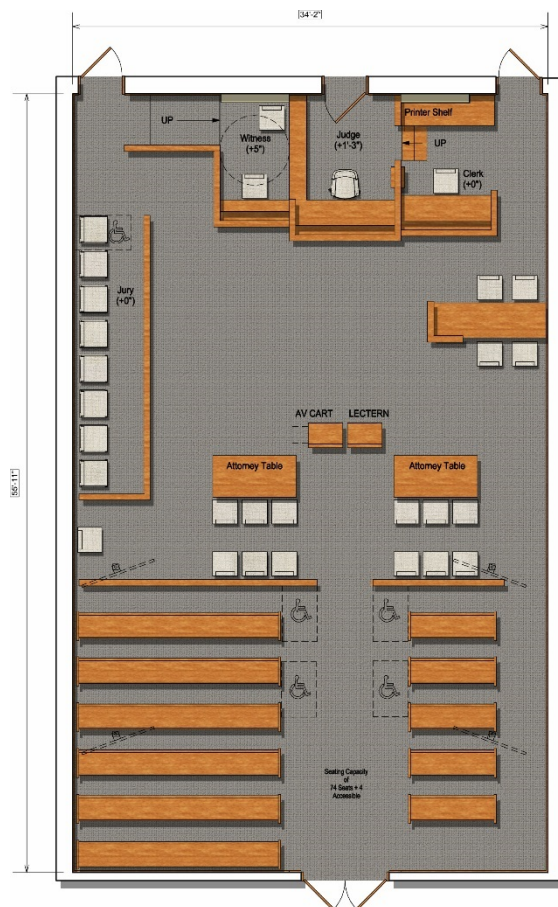 34'-2"
Printer Shelf
UP
Witness
(+5")
Judge
(+1'-3")
UP
Clerk
(+0")
Jury
(+0")
AV CART
LECTERN
Attorney Table
Attorney Table
55'-11"
Seating Capacity
of
74 Seats + 4
Accessible